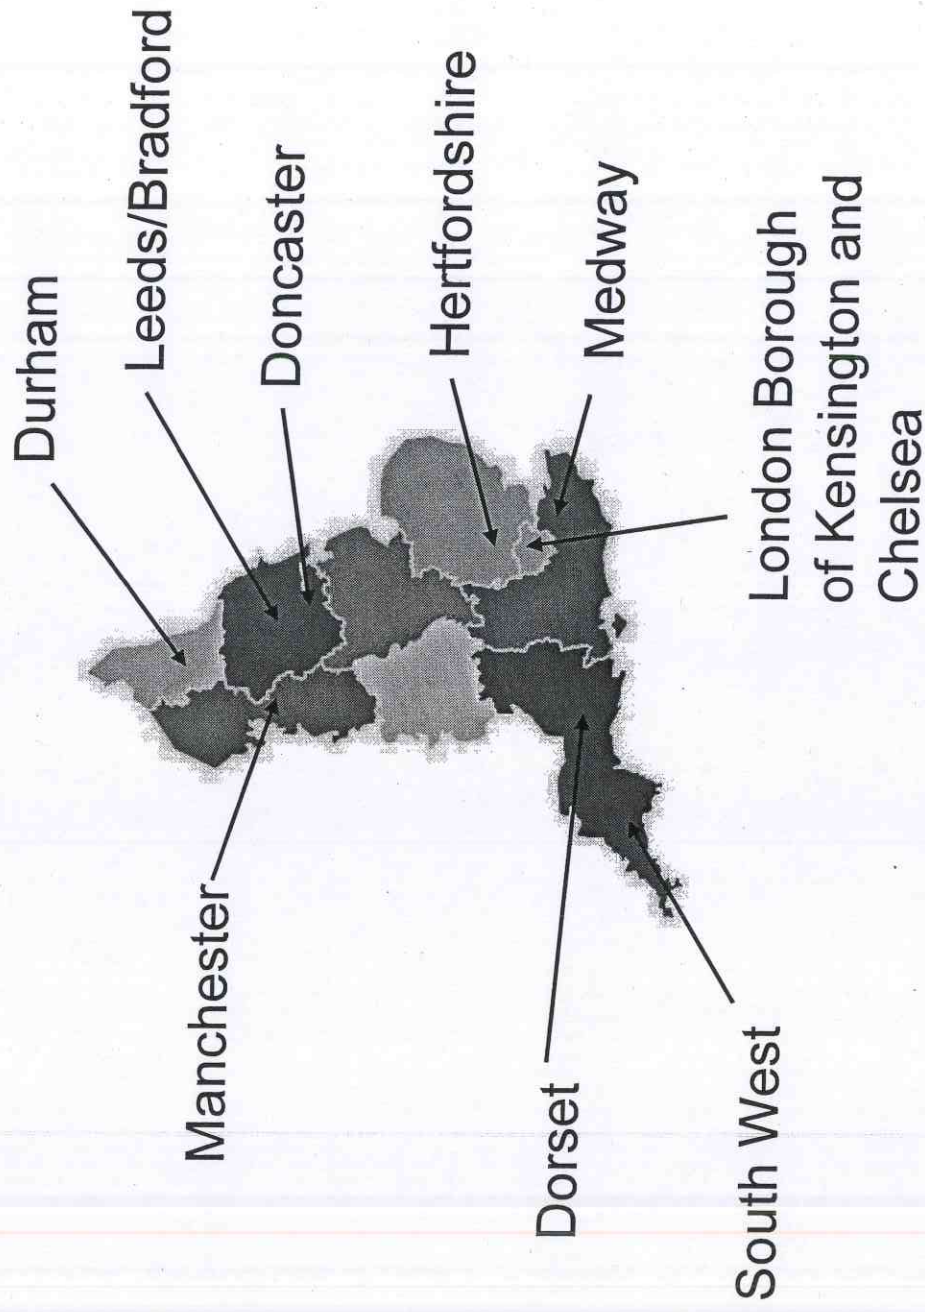 Durham
Leeds/Bradford
Doncaster
Manchester
Hertfordshire
Medway
Dorset
South West
London Borough
of Kensington and
Chelsea